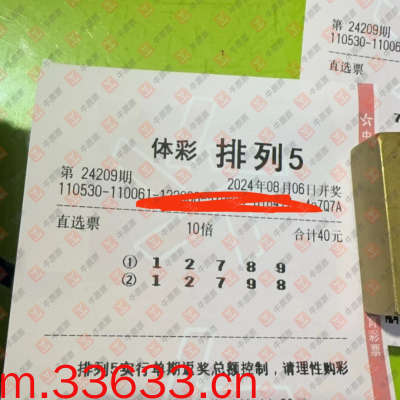 第 24209期
110530-11006
直选票
体彩 排列5
第 24209期 2024年08月06日开奖
110530-110061-
直选票 10倍 合计40元
① 1 2 7 8 9
② 1 2 7 9 8
排列5实行单期返奖总额控制，请理性购彩
m.33633.cn